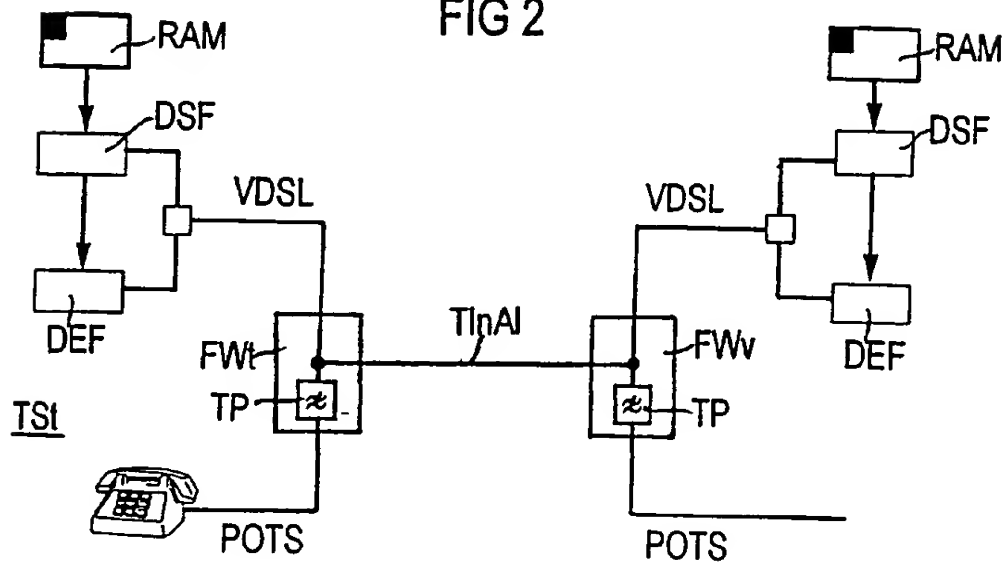 FIG 2
RAM
RAM
DSF
DSF
VDSL
VDSL
DEF
DEF
TlnAl
FWt
FWv
TP
TP
TSt
POTS
POTS